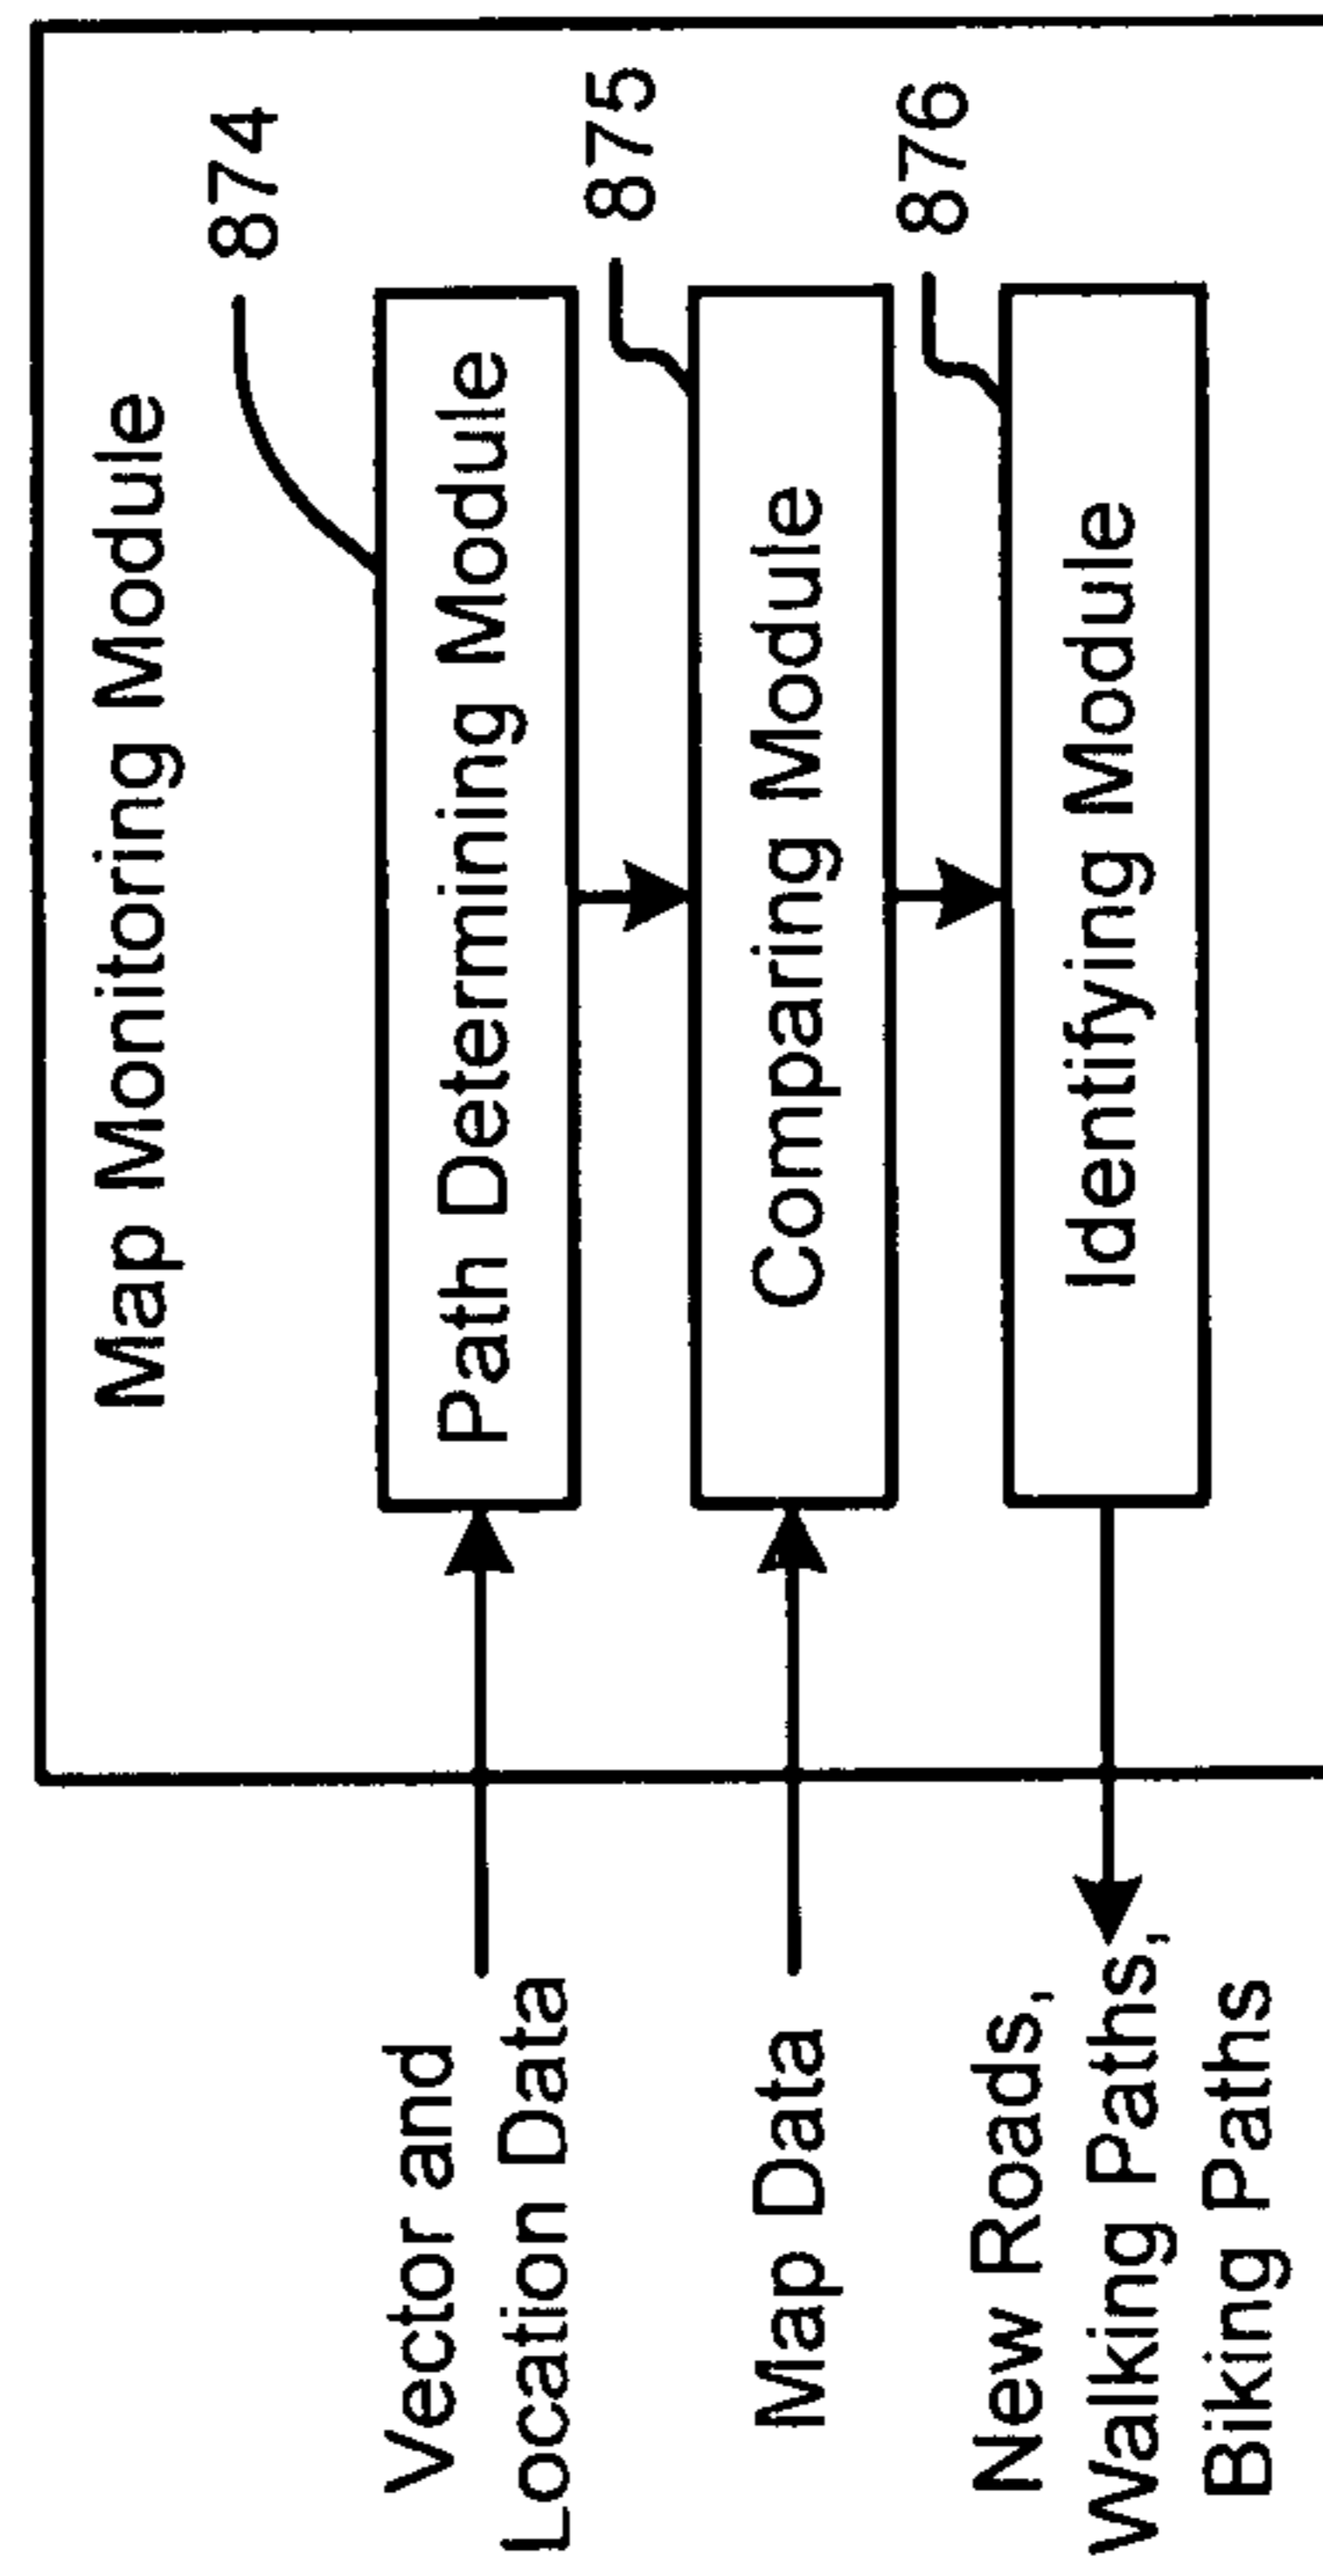 Map Monitoring Module
874
Vector and
Location Data
Path Determining Module
875
Map Data
Comparing Module
876
New Roads,
Walking Paths,
Biking Paths
Identifying Module